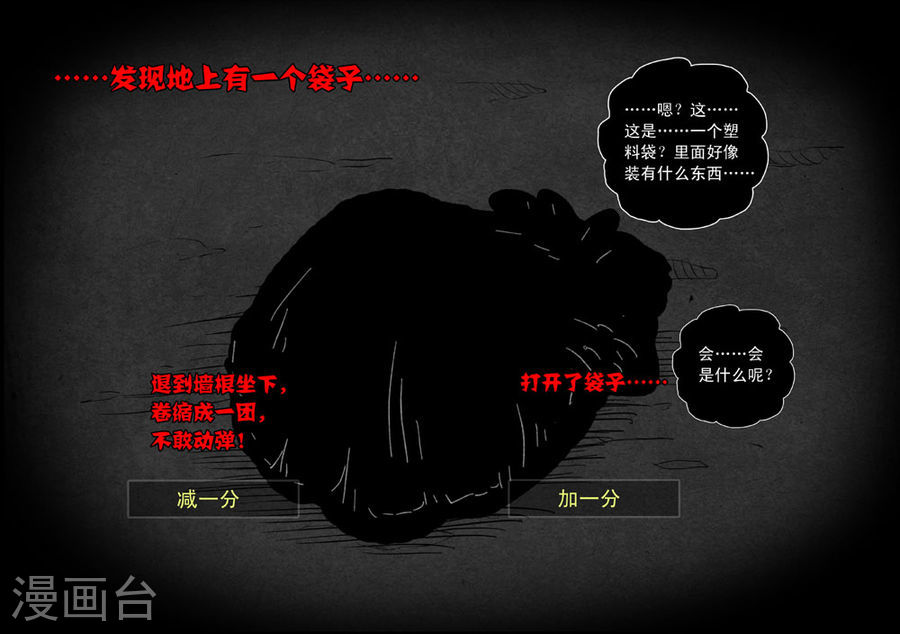 ……发现地上有一个袋子……
……嗯？这……
这是……一个塑
料袋？里面好像
装有什么东西……
会……会
是什么呢？
退到墙根坐下，
卷缩成一团，
不敢动弹！
减一分
打开了袋子……
加一分
漫画台